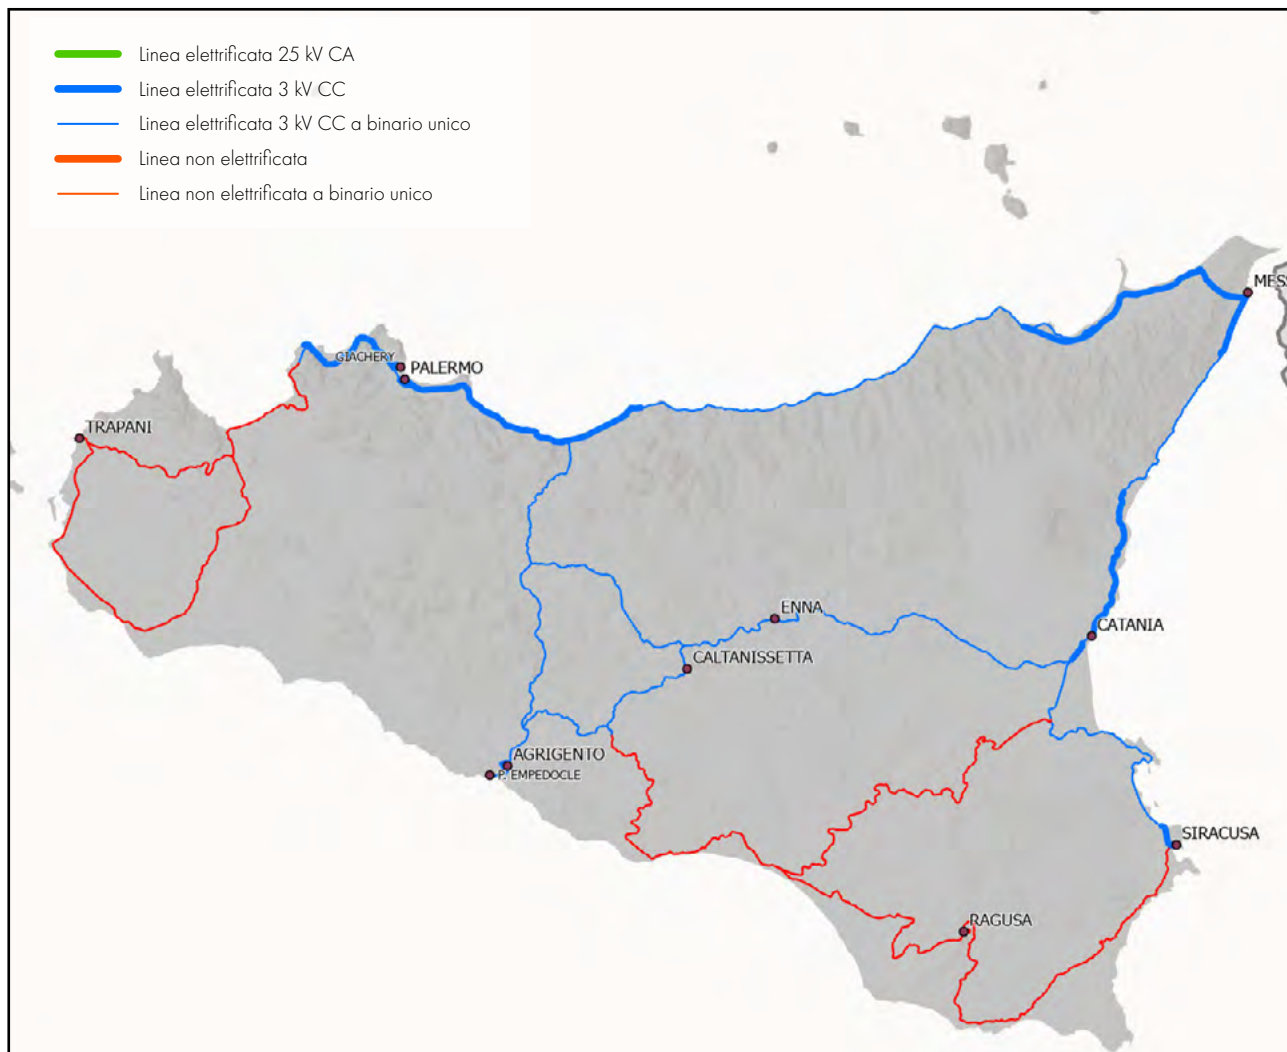 Linea elettrificata 25 kV CA
Linea elettrificata 3 kV CC
Linea elettrificata 3 kV CC a binario unico
Linea non elettrificata
Linea non elettrificata a binario unico
MESS
GIACHERY
PALERMO
TRAPANI
ENNA
CATANIA
CALTANISSETTA
AGRIGENTO
P. EMPEDOCLE
SIRACUSA
RAGUSA